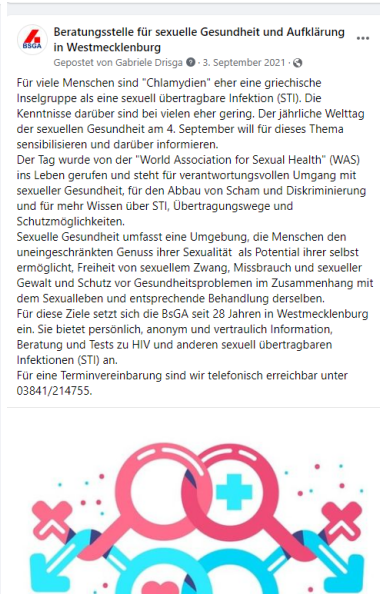 BSGA
Beratungsstelle für sexuelle Gesundheit und Aufklärung
in Westmecklenburg
Gepostet von Gabriele Drisga · 3. September 2021 ·
Für viele Menschen sind "Chlamydien" eher eine griechische
Inselgruppe als eine sexuell übertragbare Infektion (STI). Die
Kenntnisse darüber sind bei vielen eher gering. Der jährliche Welttag
der sexuellen Gesundheit am 4. September will für dieses Thema
sensibilisieren und darüber informieren.
Der Tag wurde von der "World Association for Sexual Health" (WAS)
ins Leben gerufen und steht für verantwortungsvollen Umgang mit
sexueller Gesundheit, für den Abbau von Scham und Diskriminierung
und für mehr Wissen über STI, Übertragungswege und
Schutzmöglichkeiten.
Sexuelle Gesundheit umfasst eine Umgebung, die Menschen den
uneingeschränkten Genuss ihrer Sexualität als Potential ihrer selbst
ermöglicht, Freiheit von sexuellem Zwang, Missbrauch und sexueller
Gewalt und Schutz vor Gesundheitsproblemen im Zusammenhang mit
dem Sexualleben und entsprechende Behandlung derselben.
Für diese Ziele setzt sich die BsGA seit 28 Jahren in Westmecklenburg
ein. Sie bietet persönlich, anonym und vertraulich Information,
Beratung und Tests zu HIV und anderen sexuell übertragbaren
Infektionen (STI) an.
Für eine Terminvereinbarung sind wir telefonisch erreichbar unter
03841/214755.